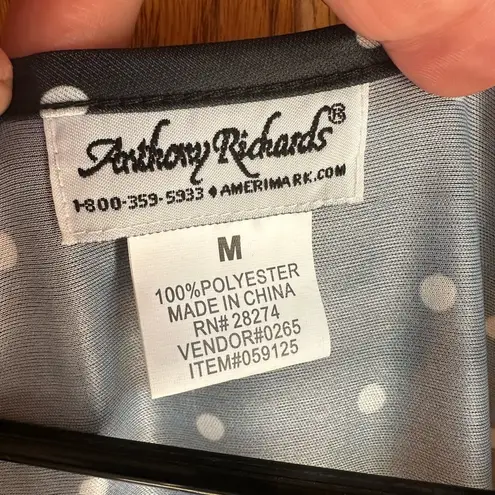 Anthony Richards®
1-800-359-5933 ♦ AMERIMARK.COM
M
100%POLYESTER
MADE IN CHINA
RN# 28274
VENDOR#0265
ITEM#059125